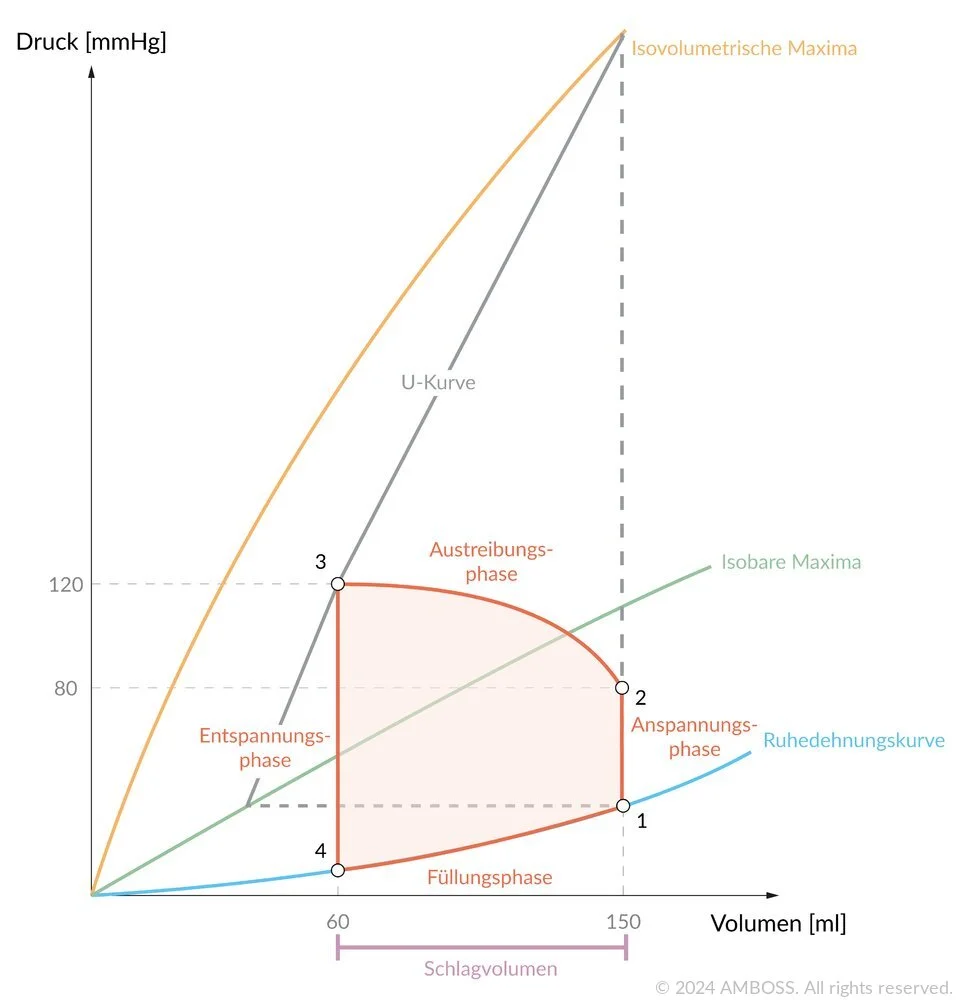 Druck [mmHg]
Isovolumetrische Maxima
U-Kurve
Austreibungs-
phase
3
Isobare Maxima
120
80
2
Entspannungs-
phase
Anspannungs-
phase
Ruhedehnungskurve
1
4
Füllungsphase
60
150
Volumen [ml]
Schlagvolumen
© 2024 AMBOSS. All rights reserved.